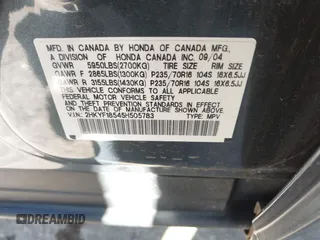 MFD. IN CANADA BY HONDA OF CANADA MFG.,
A DIVISION OF HONDA CANADA INC. 09/04
GVWR 5950LBS(2700KG) TIRE SIZE RIM SIZE
GAWR F 2865LBS(1300KG) P235/70R16 104S 16X6.5JJ
GAWR R 3155LBS(1430KG) P235/70R16 104S 16X6.5JJ
THIS VEHICLE CONFORMS TO ALL APPLICABLE FEDERAL
MOTOR VEHICLE SAFETY AND THEFT PREVENTION
STANDARDS IN EFFECT ON THE DATE OF
MANUFACTURE SHOWN ABOVE.
V.I.N.: 2HKYF18545H505783 TYPE: MPV
DREAMBID